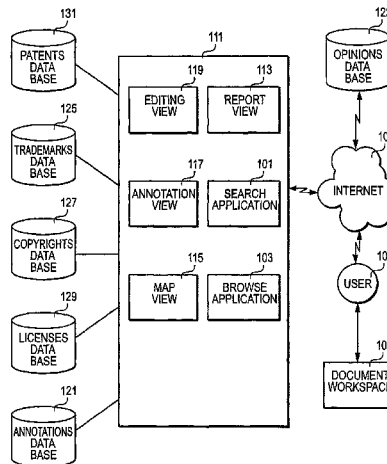 131
PATENTS
DATA
BASE
125
TRADEMARKS
DATA
BASE
127
COPYRIGHTS
DATA
BASE
129
LICENSES
DATA
BASE
121
ANNOTATIONS
DATA
BASE
111
119
EDITING
VIEW
113
REPORT
VIEW
117
ANNOTATION
VIEW
101
SEARCH
APPLICATION
115
MAP
VIEW
103
BROWSE
APPLICATION
OPINIONS
DATA
BASE
INTERNET
USER
DOCUMENT
WORKSPACE